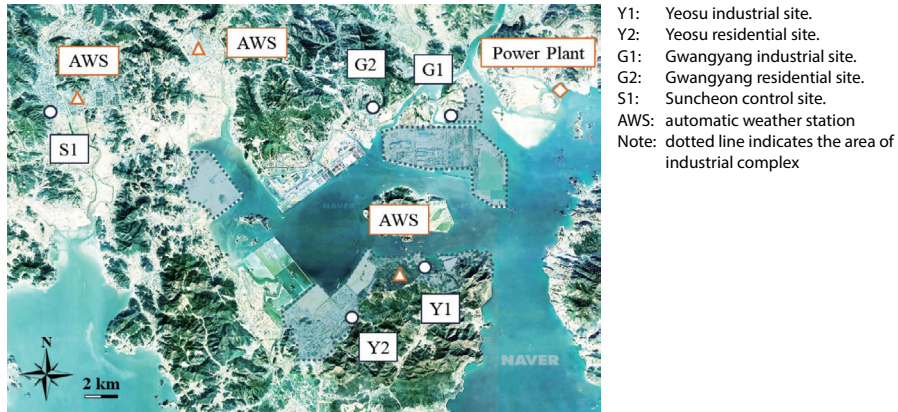 AWS
AWS
G2
G1
Power Plant
S1
NAVER
AWS
Y1
Y2
N
2 km
NAVER
Y1: Yeosu industrial site.
Y2: Yeosu residential site.
G1: Gwangyang industrial site.
G2: Gwangyang residential site.
S1: Suncheon control site.
AWS: automatic weather station
Note: dotted line indicates the area of
industrial complex